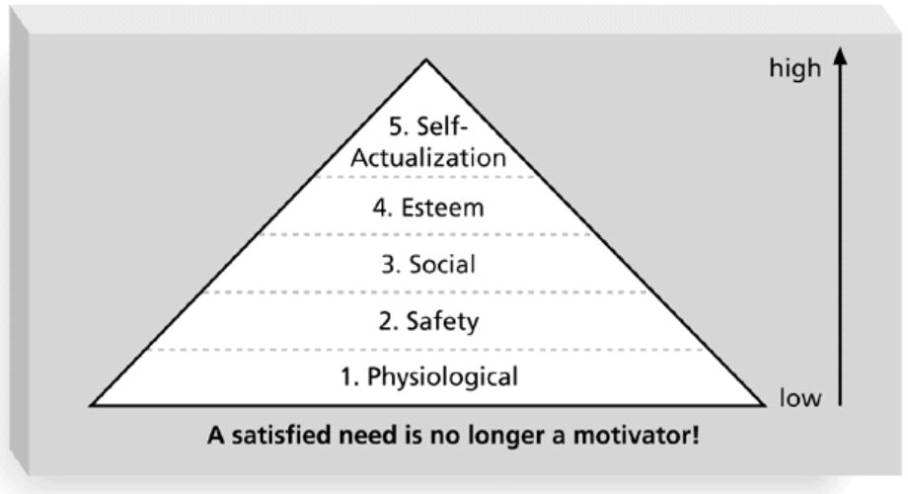 high
5. Self-
Actualization
4. Esteem
3. Social
2. Safety
1. Physiological
low
A satisfied need is no longer a motivator!